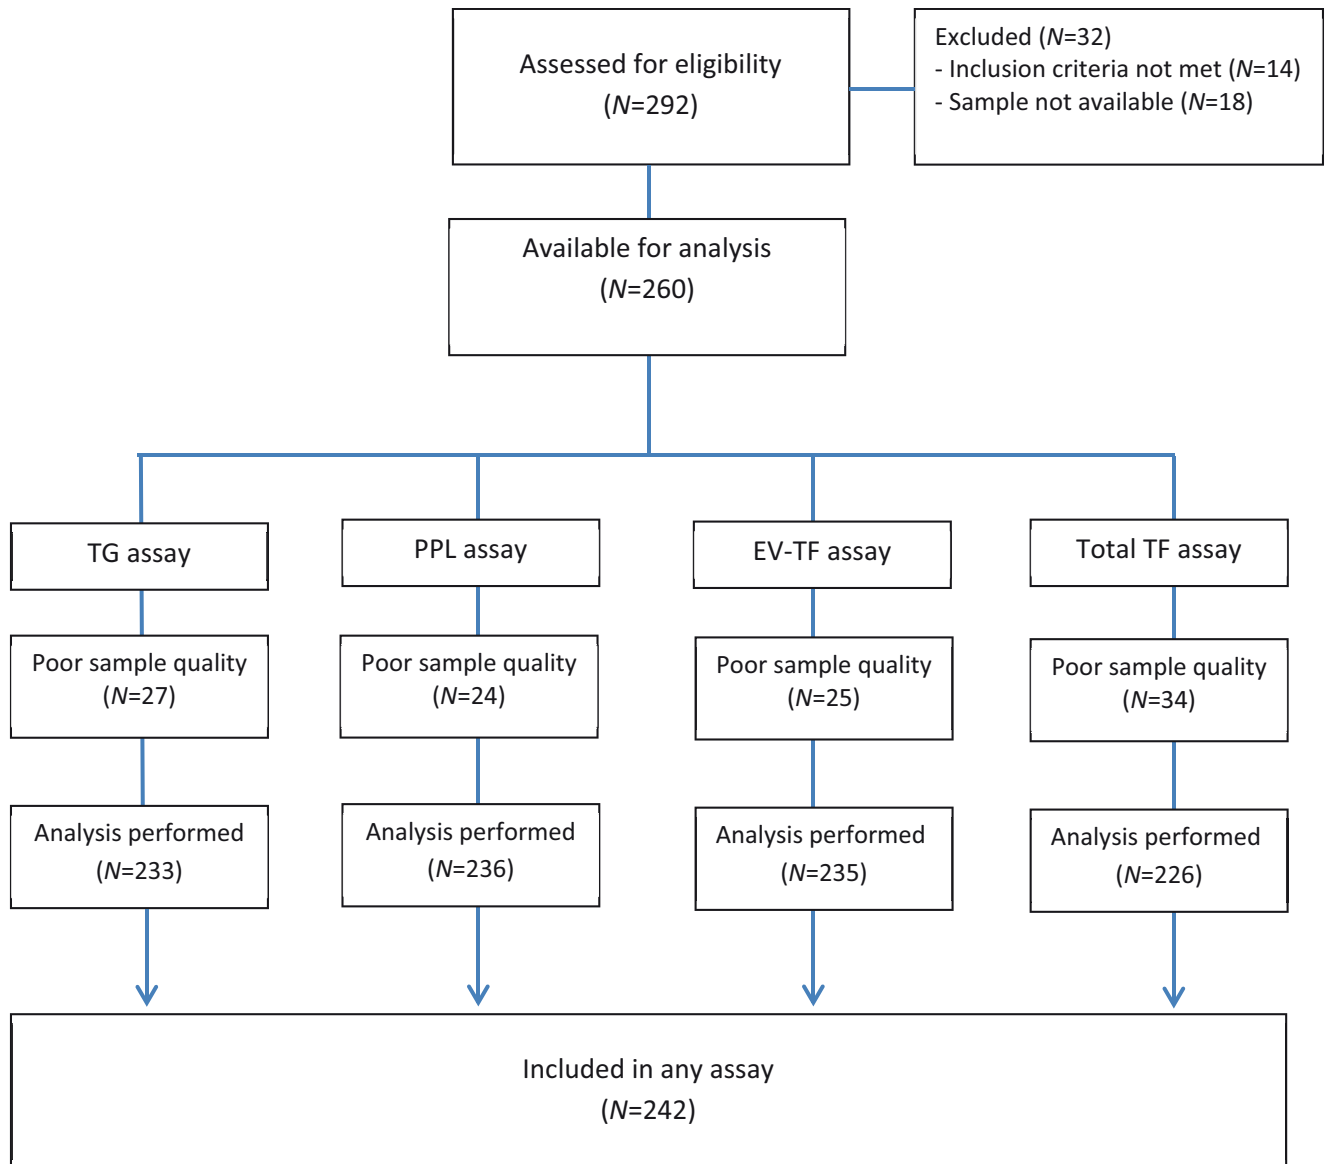 Assessed for eligibility
(N=292)
Excluded (N=32)
- Inclusion criteria not met (N=14)
- Sample not available (N=18)
Available for analysis
(N=260)
TG assay
PPL assay
EV-TF assay
Total TF assay
Poor sample quality
(N=27)
Poor sample quality
(N=24)
Poor sample quality
(N=25)
Poor sample quality
(N=34)
Analysis performed
(N=233)
Analysis performed
(N=236)
Analysis performed
(N=235)
Analysis performed
(N=226)
Included in any assay
(N=242)